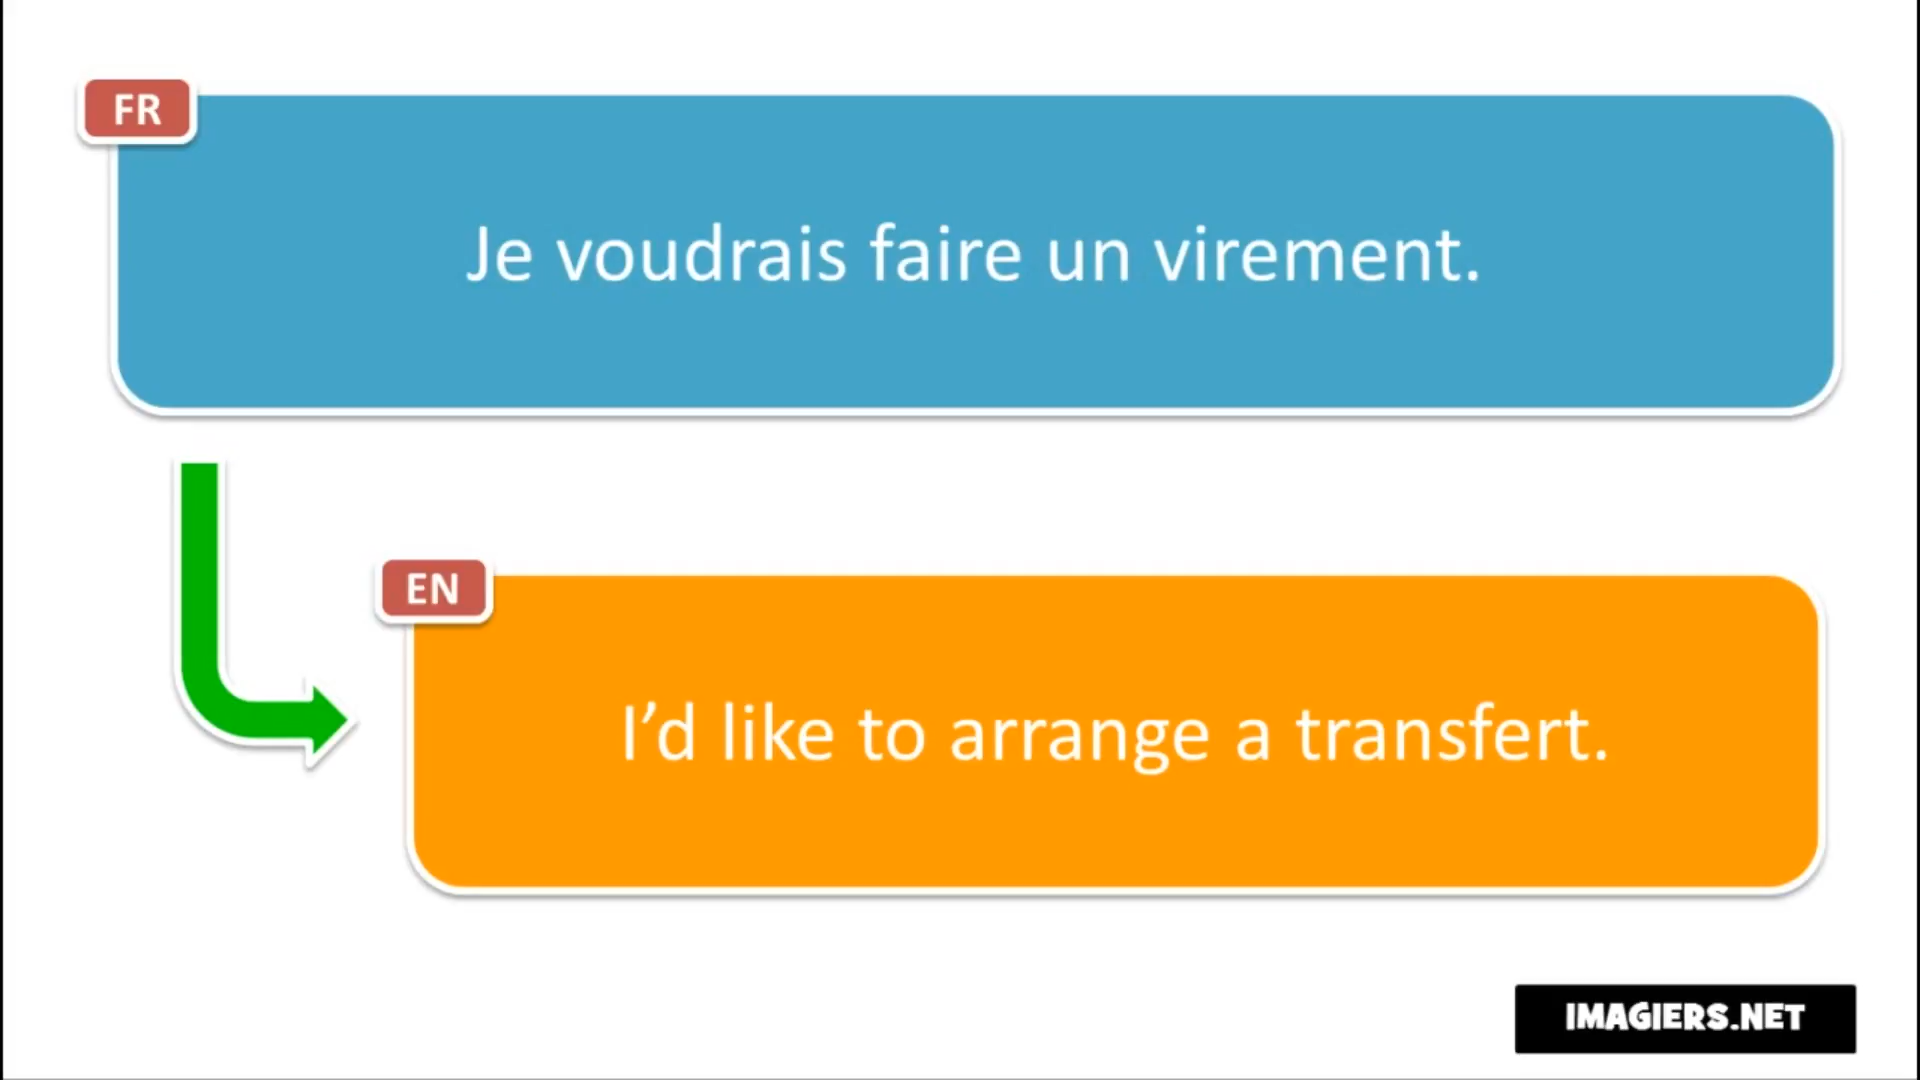 FR
Je voudrais faire un virement.
EN
I’d like to arrange a transfert.
IMAGIERS.NET